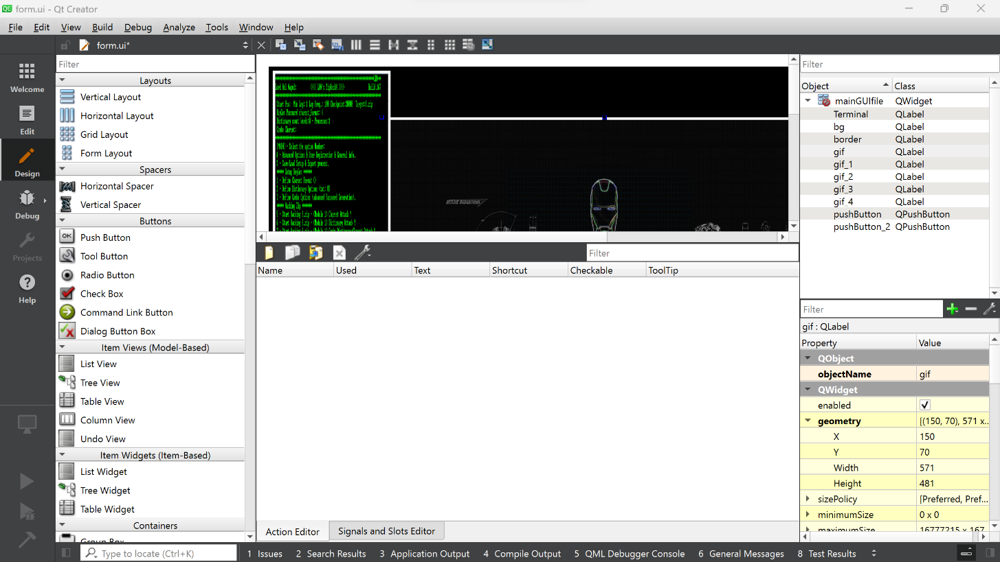 form.ui - Qt Creator
File Edit View Build Debug Analyze Tools Window Help
form.ui*
Welcome
Edit
Design
Debug
Projects
Help
Filter
Layouts
Vertical Layout
Horizontal Layout
Grid Layout
Form Layout
Spacers
Horizontal Spacer
Vertical Spacer
Buttons
OK Push Button
Tool Button
Radio Button
Check Box
Command Link Button
Dialog Button Box
Item Views (Model-Based)
List View
Tree View
Table View
Column View
Undo View
Item Widgets (Item-Based)
List Widget
Tree Widget
Table Widget
Containers
Group Box
[MAIN] - Select the option Number:
Filter
Name Used Text Shortcut Checkable ToolTip
Action Editor Signals and Slots Editor
Filter
Object Class
mainGUIfile QWidget
Terminal QLabel
bg QLabel
border QLabel
gif QLabel
gif_1 QLabel
gif_2 QLabel
gif_3 QLabel
gif_4 QLabel
pushButton QPushButton
pushButton_2 QPushButton
Filter
gif : QLabel
Property Value
QObject
objectName gif
QWidget
enabled
geometry [(150, 70), 571 x...
X 150
Y 70
Width 571
Height 481
sizePolicy [Preferred, Pref...
minimumSize 0 x 0
maximumSize 16777215 x 167
Type to locate (Ctrl+K) 1 Issues 2 Search Results 3 Application Output 4 Compile Output 5 QML Debugger Console 6 General Messages 8 Test Results